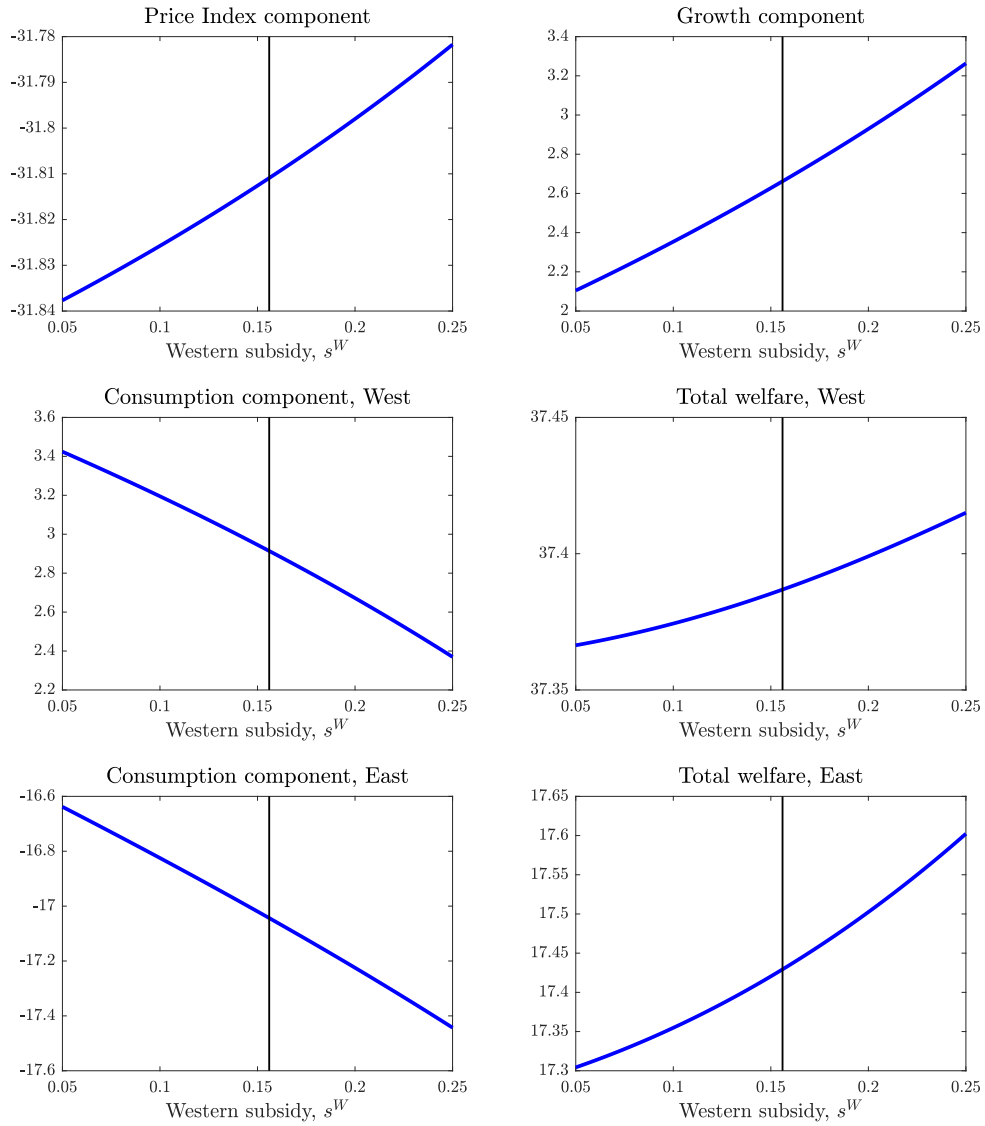 Price Index component
-31.78
-31.79
-31.8
-31.81
-31.82
-31.83
-31.84
0.05 0.1 0.15 0.2 0.25
Western subsidy, s^W
Growth component
3.4
3.2
3
2.8
2.6
2.4
2.2
2
0.05 0.1 0.15 0.2 0.25
Western subsidy, s^W
Consumption component, West
3.6
3.4
3.2
3
2.8
2.6
2.4
2.2
0.05 0.1 0.15 0.2 0.25
Western subsidy, s^W
Total welfare, West
37.45
37.4
37.35
0.05 0.1 0.15 0.2 0.25
Western subsidy, s^W
Consumption component, East
-16.6
-16.8
-17
-17.2
-17.4
-17.6
0.05 0.1 0.15 0.2 0.25
Western subsidy, s^W
Total welfare, East
17.65
17.6
17.55
17.5
17.45
17.4
17.35
17.3
0.05 0.1 0.15 0.2 0.25
Western subsidy, s^W